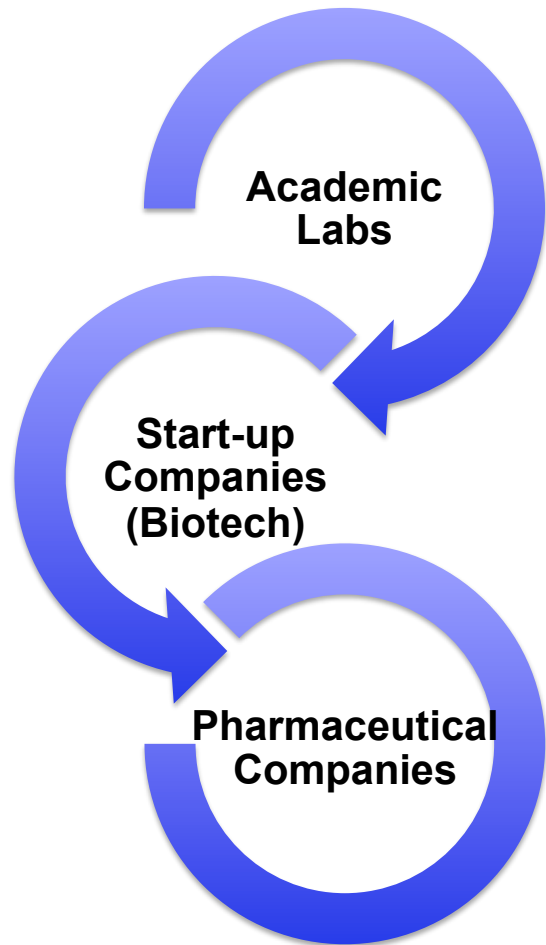 Academic
Labs
Start-up
Companies
(Biotech)
Pharmaceutical
Companies